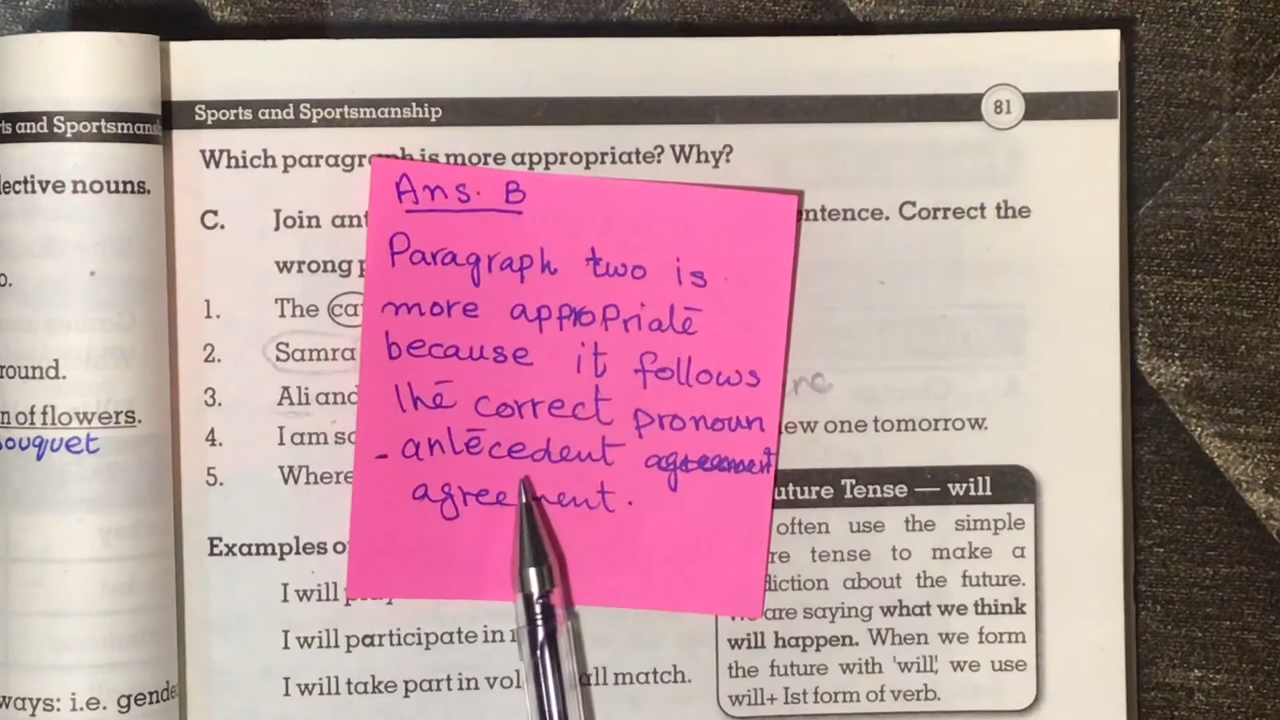 ts and Sportsmans
lective nouns.
o.
round.
n of flowers.
bouquet
ways: i.e. gende
Sports and Sportsmanship
81
Which paragraph is more appropriate? Why?
C. Join ant entence. Correct the
wrong p
1. The ca
2. Samra
3. Ali and
4. I am so ew one tomorrow.
5. Where
Ans. B
Paragraph two is
more appropriate
because it follows
the correct pronoun
- antecedent agreement
agreement.
Examples o
I will
I will participate in
I will take part in vol all match.
uture Tense — will
often use the simple
re tense to make a
diction about the future.
are saying what we think
will happen. When we form
the future with 'will', we use
will+ Ist form of verb.